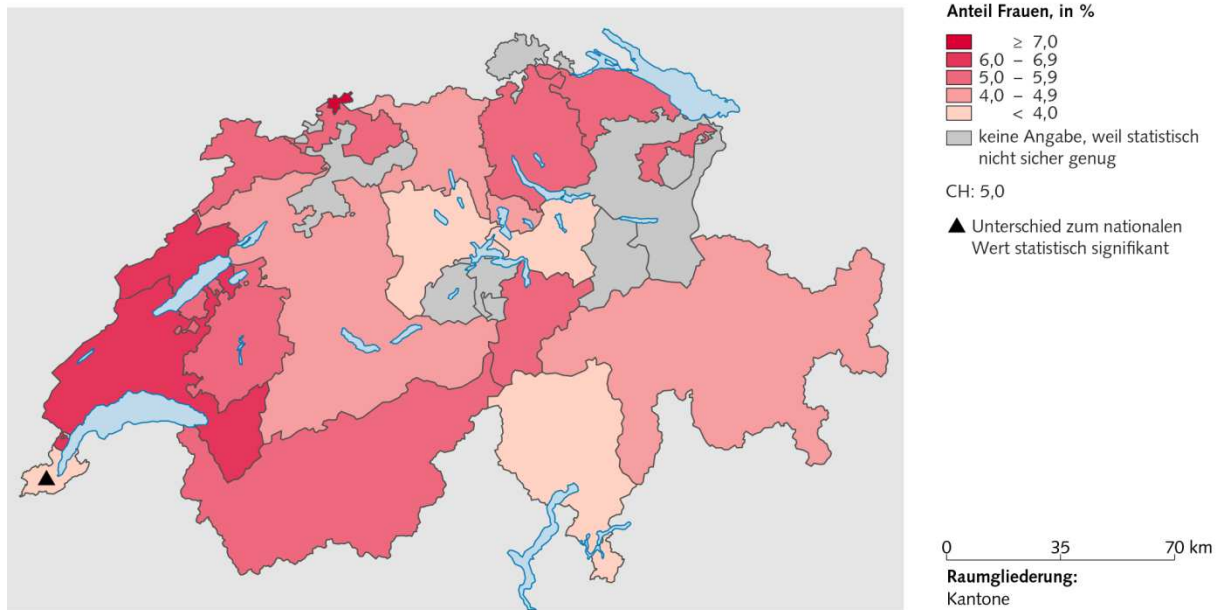 Anteil Frauen, in %
≥ 7,0
6,0 – 6,9
5,0 – 5,9
4,0 – 4,9
< 4,0
keine Angabe, weil statistisch
nicht sicher genug
CH: 5,0
Unterschied zum nationalen
Wert statistisch signifikant
0 35 70 km
Raumgliederung:
Kantone